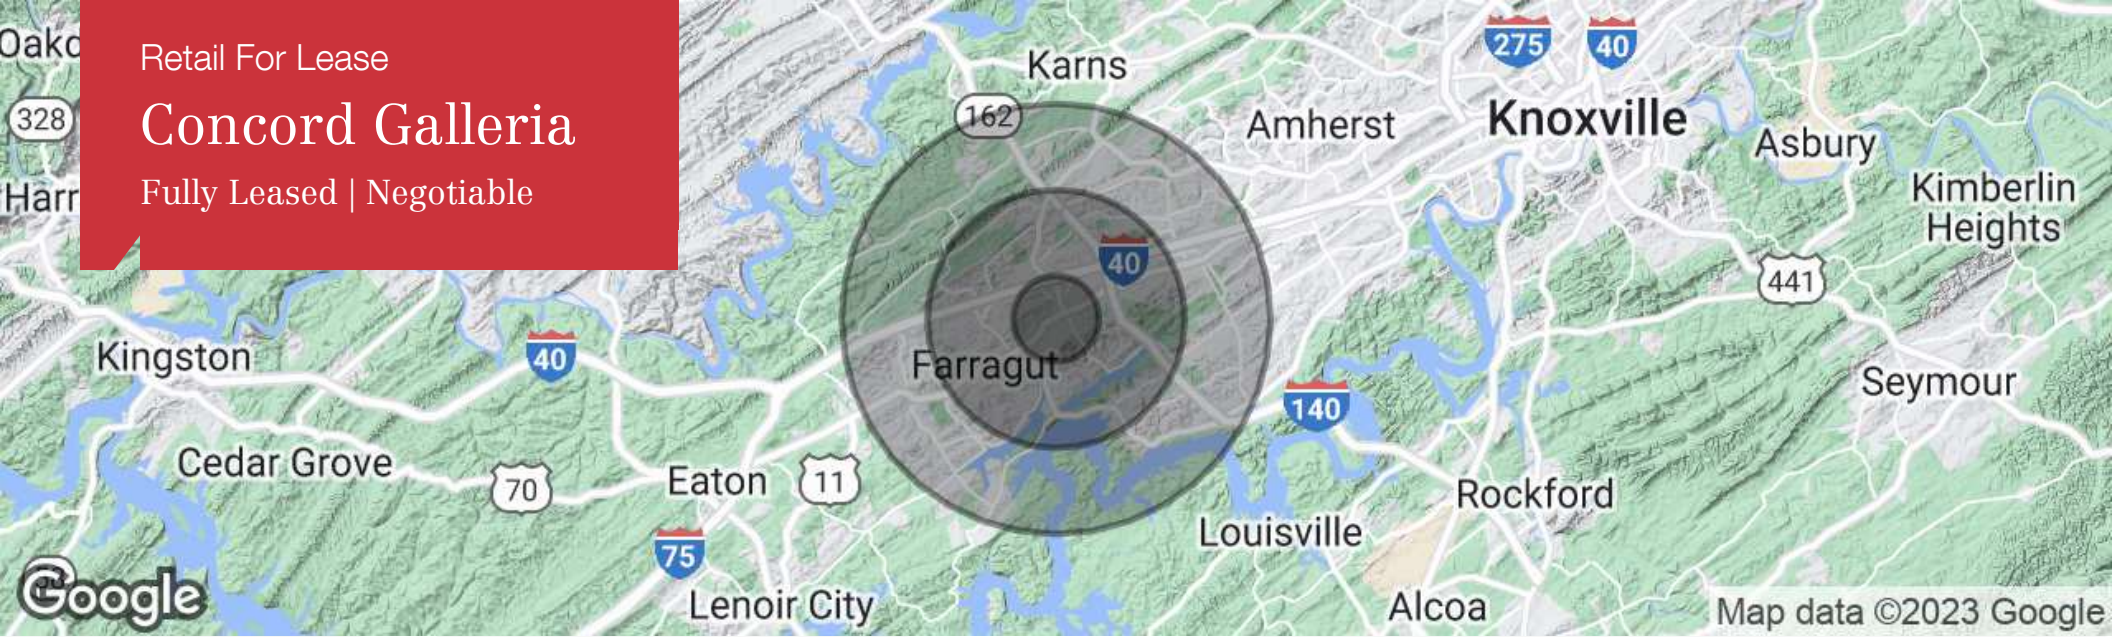 Retail For Lease
Concord Galleria
Fully Leased | Negotiable
Oakd
328
Harr
Karns
162
Amherst
275
40
Knoxville
Asbury
Kimberlin
Heights
441
40
Farragut
Kingston
40
140
Seymour
Cedar Grove
70
Eaton
11
Rockford
75
Louisville
Lenoir City
Alcoa
Google
Map data ©2023 Google